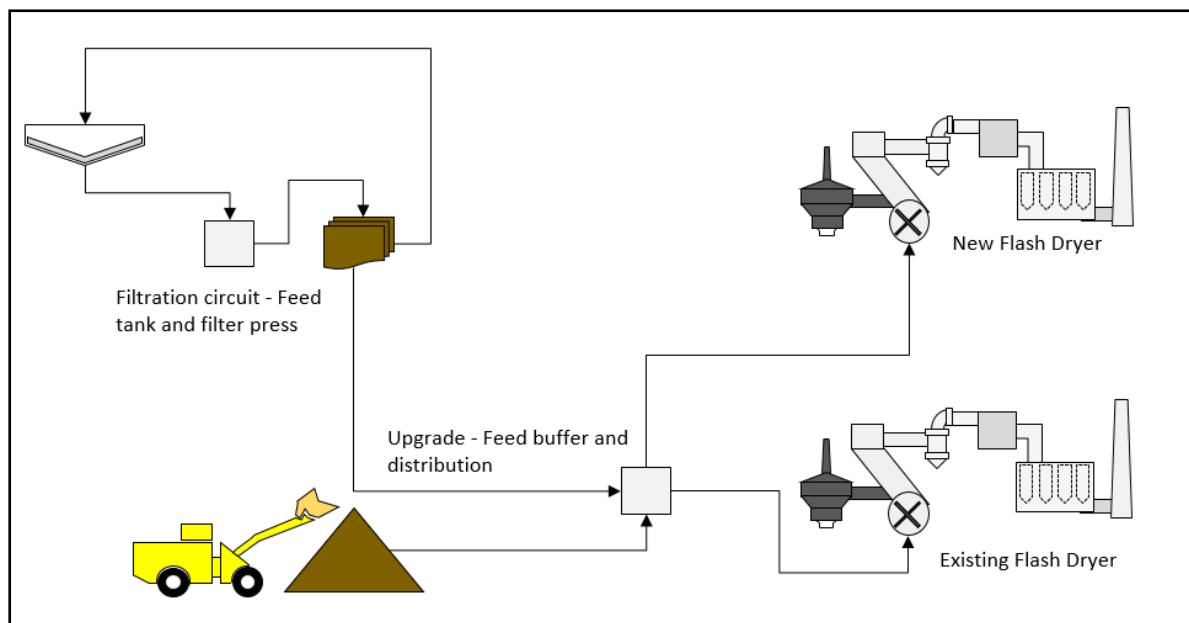 New Flash Dryer
Filtration circuit - Feed
tank and filter press
Upgrade - Feed buffer and
distribution
Existing Flash Dryer